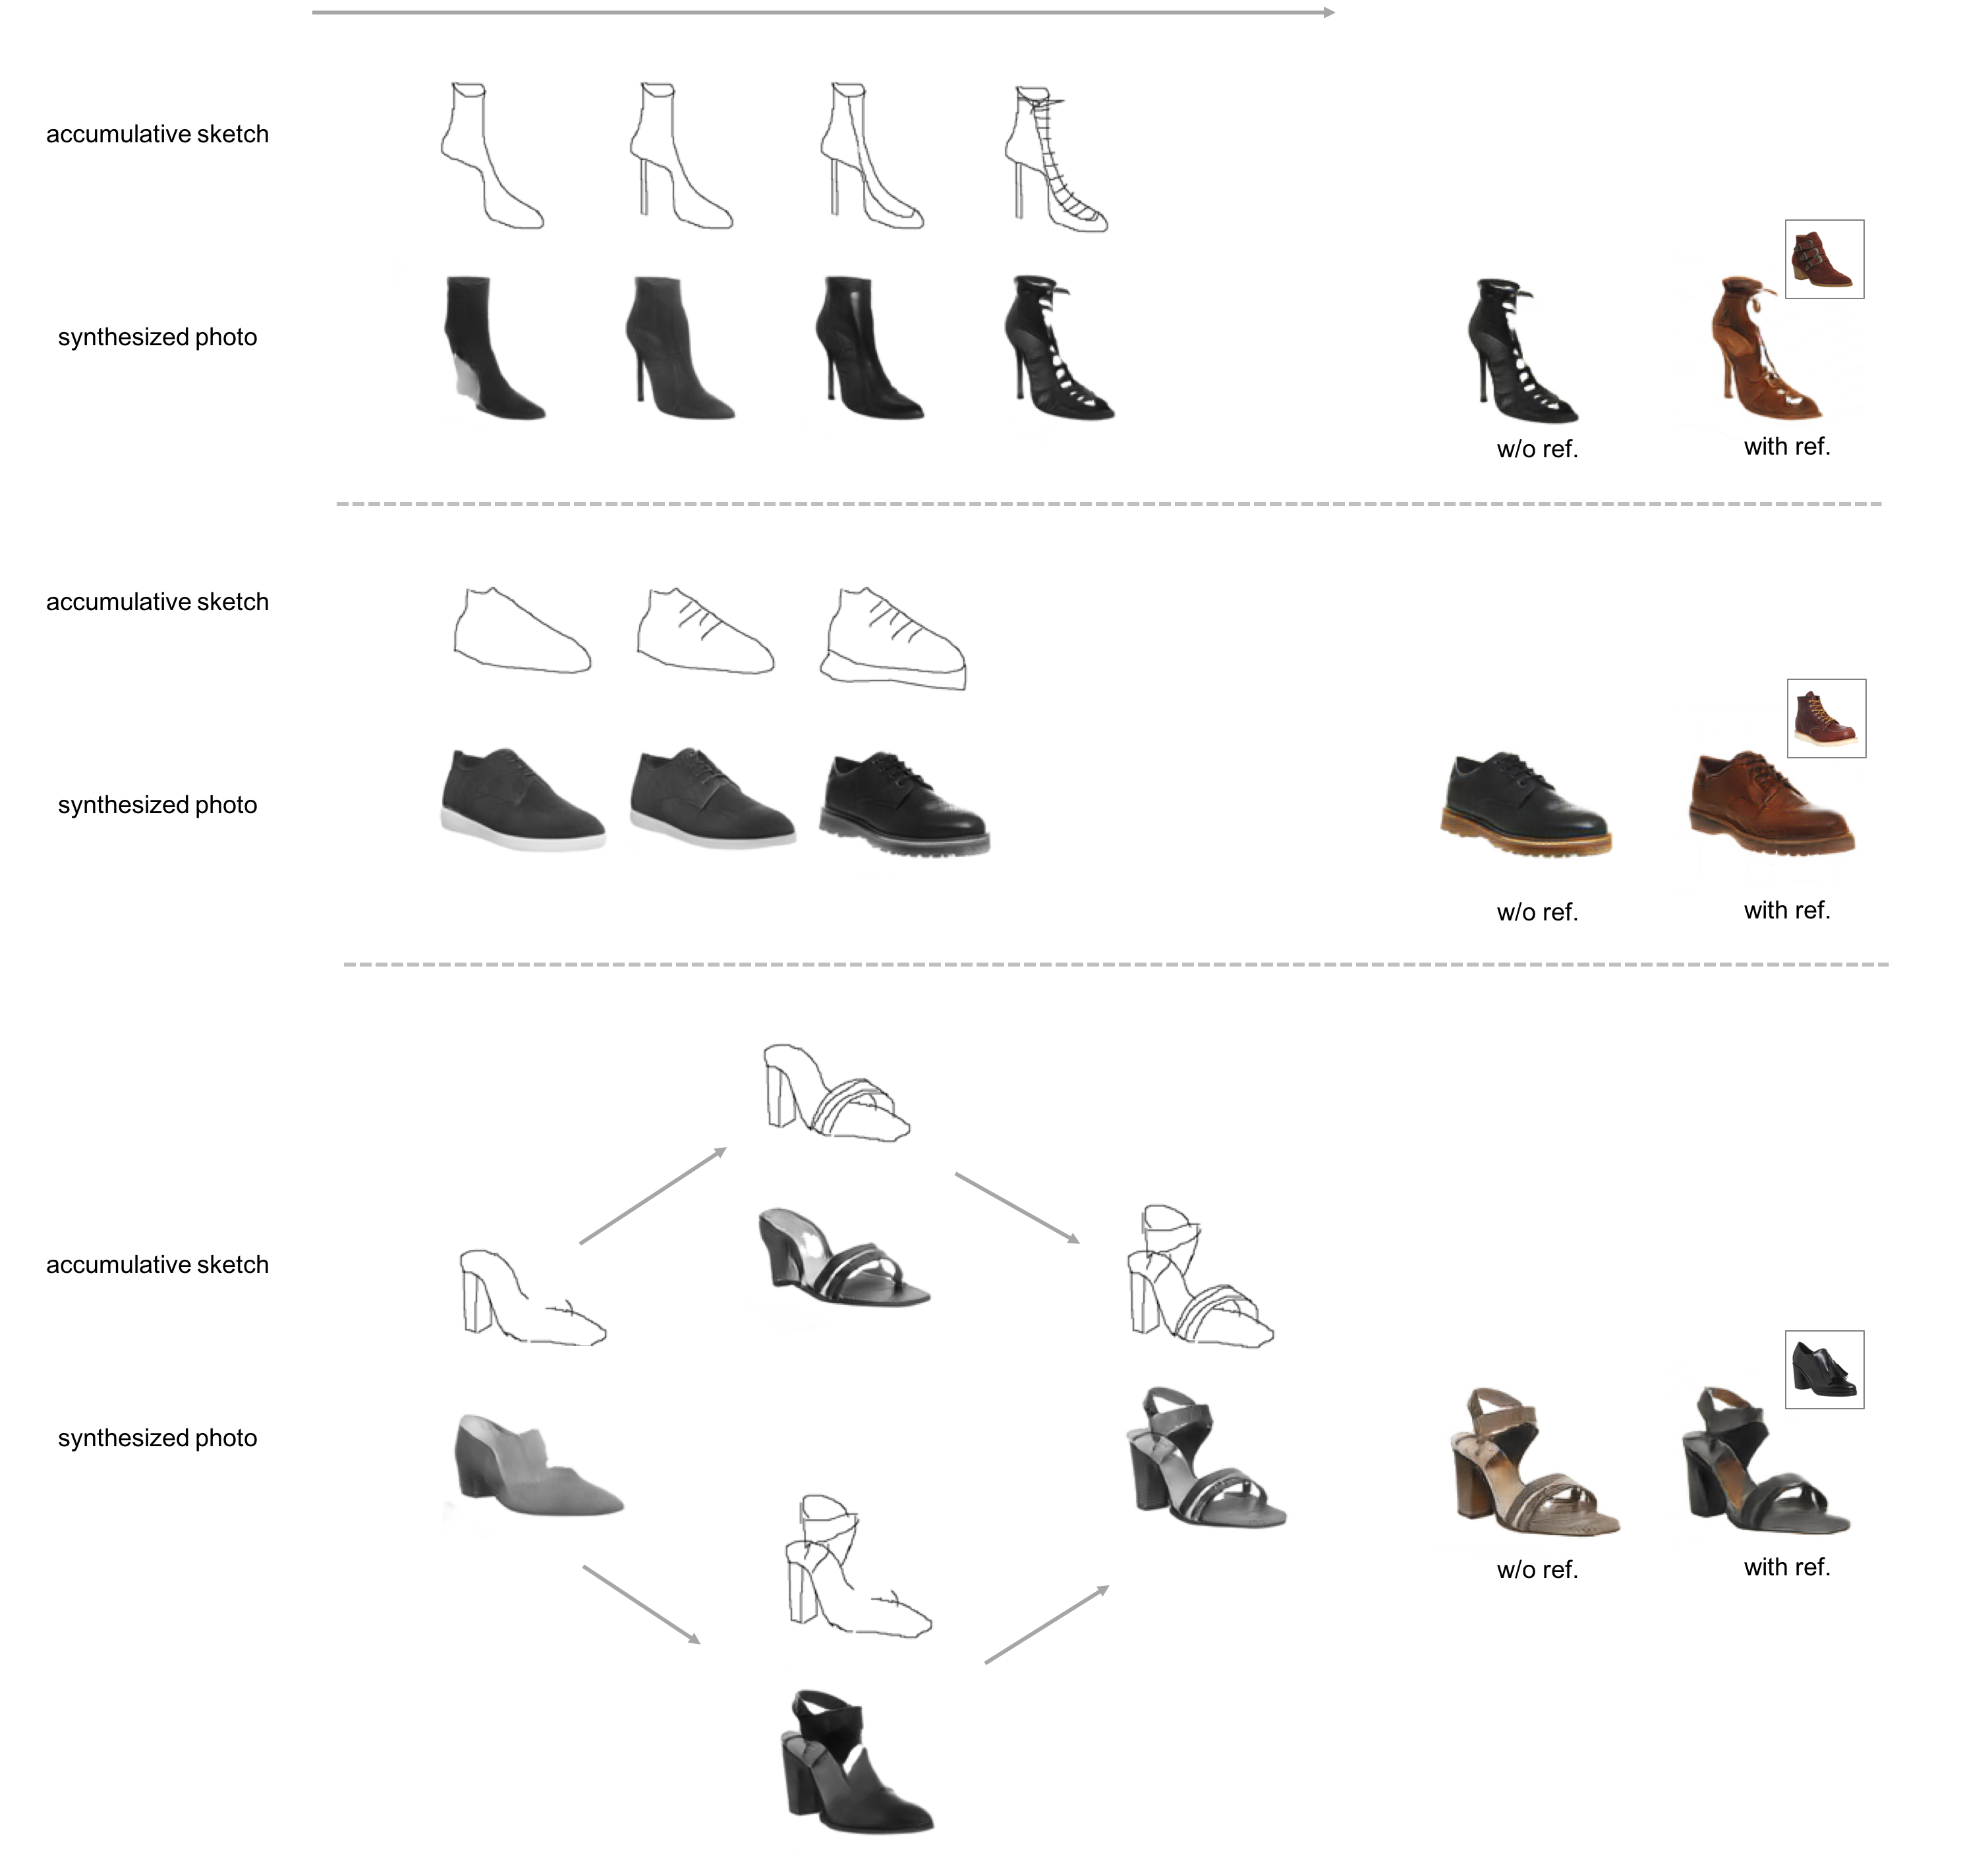 accumulative sketch
synthesized photo
w/o ref.
with ref.
accumulative sketch
synthesized photo
w/o ref.
with ref.
accumulative sketch
synthesized photo
w/o ref.
with ref.